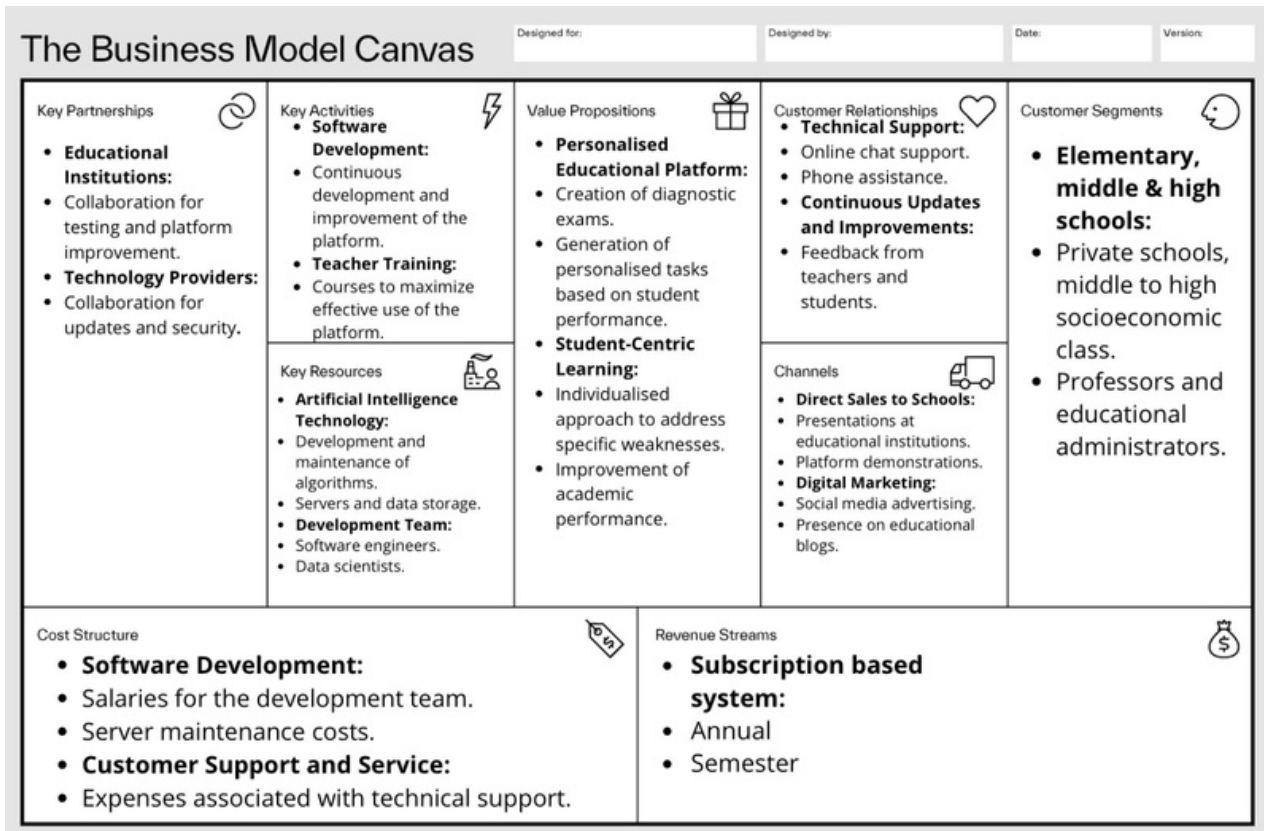 The Business Model Canvas
Designed for:
Designed by:
Date:
Version:
Key Partnerships
• Educational
Institutions:
• Collaboration for
testing and platform
improvement.
• Technology Providers:
• Collaboration for
updates and security.
Key Activities
• Software
Development:
• Continuous
development and
improvement of the
platform.
• Teacher Training:
• Courses to maximize
effective use of the
platform.
Key Resources
• Artificial Intelligence
Technology:
• Development and
maintenance of
algorithms.
• Servers and data storage.
• Development Team:
• Software engineers.
• Data scientists.
Value Propositions
• Personalised
Educational Platform:
• Creation of diagnostic
exams.
• Generation of
personalised tasks
based on student
performance.
• Student-Centric
Learning:
• Individualised
approach to address
specific weaknesses.
• Improvement of
academic
performance.
Customer Relationships
• Technical Support:
• Online chat support.
• Phone assistance.
• Continuous Updates
and Improvements:
• Feedback from
teachers and
students.
Channels
• Direct Sales to Schools:
• Presentations at
educational institutions.
• Platform demonstrations.
• Digital Marketing:
• Social media advertising.
• Presence on educational
blogs.
Customer Segments
• Elementary,
middle & high
schools:
• Private schools,
middle to high
socioeconomic
class.
• Professors and
educational
administrators.
Cost Structure
• Software Development:
• Salaries for the development team.
• Server maintenance costs.
• Customer Support and Service:
• Expenses associated with technical support.
Revenue Streams
• Subscription based
system:
• Annual
• Semester